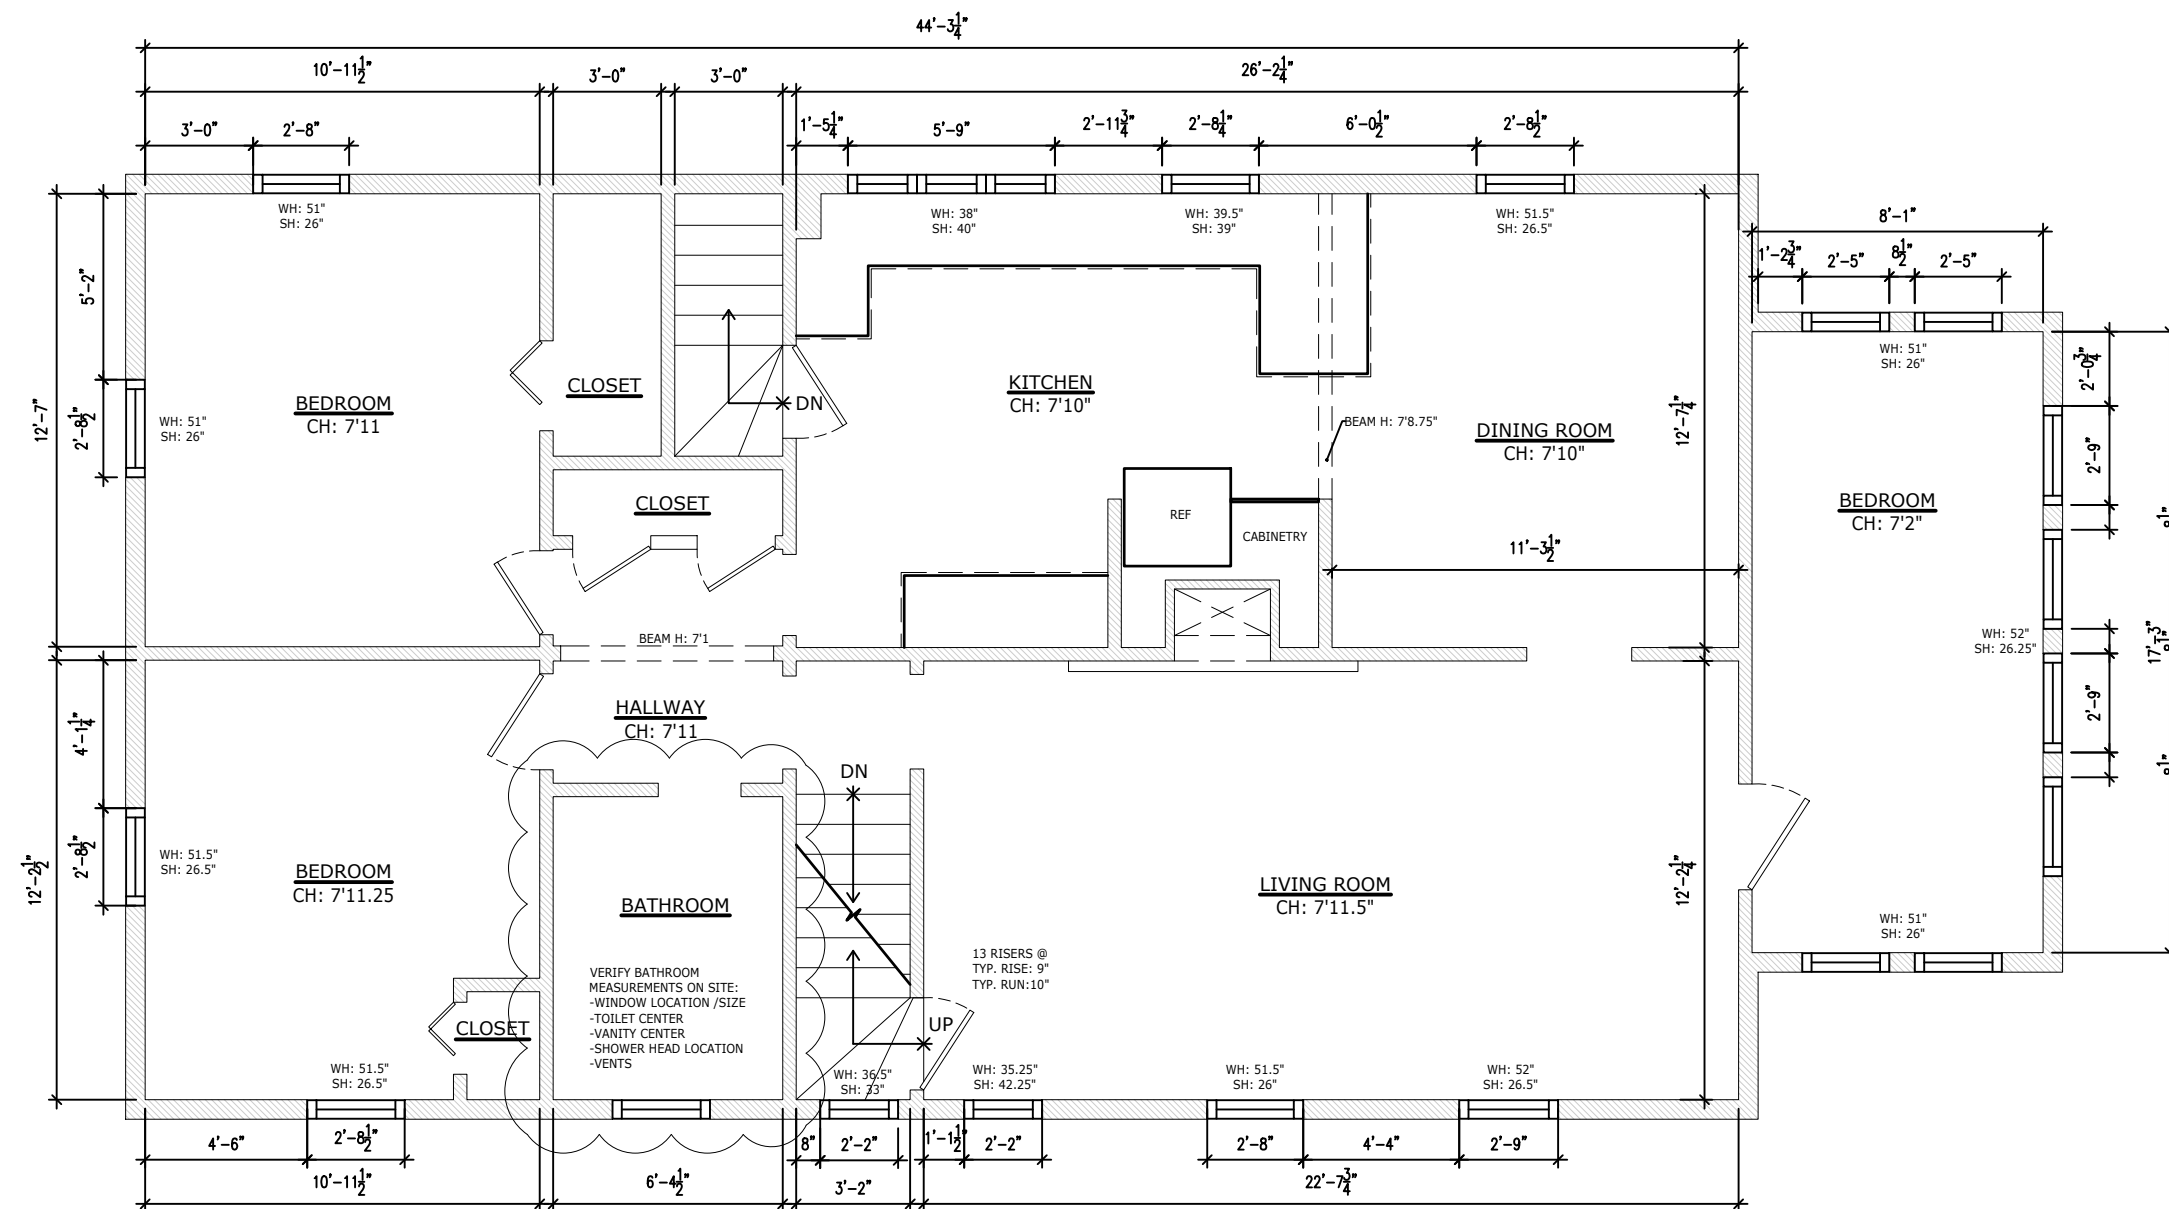 44'-3 1/4"
10'-11 1/2"
3'-0"
3'-0"
26'-2 1/4"
3'-0"
2'-8"
1'-5 1/4"
5'-9"
2'-11 3/4"
2'-8 1/4"
6'-0 1/2"
2'-8 1/2"
WH: 51"
SH: 26"
WH: 38"
SH: 40"
WH: 39.5"
SH: 39"
WH: 51.5"
SH: 26.5"
8'-1"
1'-2 3/4"
2'-5"
8 1/2"
2'-5"
WH: 51"
SH: 26"
5'-2"
12'-7"
2'-8 1/2"
WH: 51"
SH: 26"
BEDROOM
CH: 7'11
CLOSET
DN
KITCHEN
CH: 7'10"
BEAM H: 7'8.75"
DINING ROOM
CH: 7'10"
12'-7 1/4"
2'-0 3/4"
2'-9"
BEDROOM
CH: 7'2"
CLOSET
REF
CABINETRY
11'-3 1/2"
BEAM H: 7'1
WH: 52"
SH: 26.25"
17'-3"
2'-9"
HALLWAY
CH: 7'11
4'-1 1/4"
12'-2 1/2"
2'-8 1/2"
WH: 51.5"
SH: 26.5"
BEDROOM
CH: 7'11.25
DN
BATHROOM
LIVING ROOM
CH: 7'11.5"
12'-2 1/4"
WH: 51"
SH: 26"
VERIFY BATHROOM
MEASUREMENTS ON SITE:
-WINDOW LOCATION /SIZE
-TOILET CENTER
-VANITY CENTER
-SHOWER HEAD LOCATION
-VENTS
13 RISERS @
TYP. RISE: 9"
TYP. RUN:10"
CLOSET
UP
WH: 51.5"
SH: 26.5"
WH: 36.5"
SH: 33"
WH: 35.25"
SH: 42.25"
WH: 51.5"
SH: 26"
WH: 52"
SH: 26.5"
4'-6"
2'-8 1/2"
8"
2'-2"
1'-1 1/2"
2'-2"
2'-8"
4'-4"
2'-9"
10'-11 1/2"
6'-4 1/2"
3'-2"
22'-7 3/4"